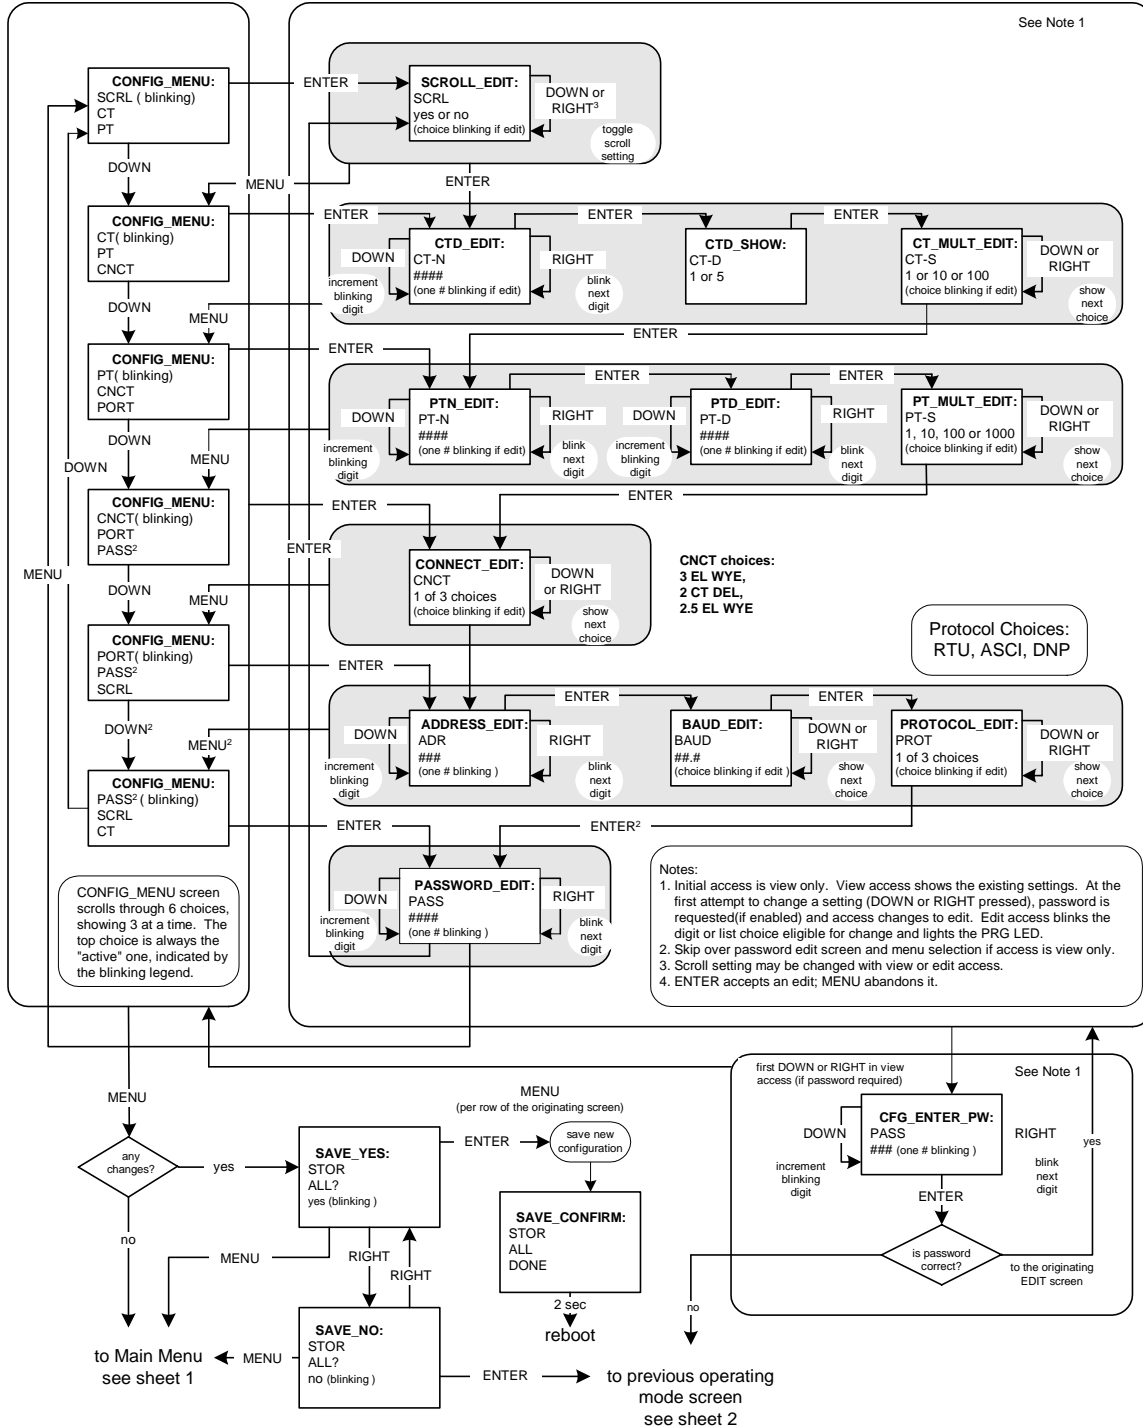 See Note 1
CONFIG_MENU:
SCRL ( blinking)
CT
PT
ENTER
SCROLL_EDIT:
SCRL
yes or no
(choice blinking if edit)
DOWN or
RIGHT3
toggle
scroll
setting
DOWN
MENU
ENTER
CONFIG_MENU:
CT( blinking)
PT
CNCT
ENTER
CTD_EDIT:
CT-N
####
(one # blinking if edit)
DOWN
increment
blinking
digit
RIGHT
blink
next
digit
ENTER
CTD_SHOW:
CT-D
1 or 5
ENTER
CT_MULT_EDIT:
CT-S
1 or 10 or 100
(choice blinking if edit)
DOWN or
RIGHT
show
next
choice
DOWN
MENU
ENTER
CONFIG_MENU:
PT( blinking)
CNCT
PORT
ENTER
PTN_EDIT:
PT-N
####
(one # blinking if edit)
DOWN
increment
blinking
digit
RIGHT
blink
next
digit
ENTER
PTD_EDIT:
PT-D
####
(one # blinking if edit)
DOWN
increment
blinking
digit
RIGHT
blink
next
digit
ENTER
PT_MULT_EDIT:
PT-S
1, 10, 100 or 1000
(choice blinking if edit)
DOWN or
RIGHT
show
next
choice
DOWN
DOWN
MENU
ENTER
CONFIG_MENU:
CNCT( blinking)
PORT
PASS2
ENTER
ENTER
MENU
CONNECT_EDIT:
CNCT
1 of 3 choices
(choice blinking if edit)
DOWN
or RIGHT
show
next
choice
CNCT choices:
3 EL WYE,
2 CT DEL,
2.5 EL WYE
DOWN
MENU
Protocol Choices:
RTU, ASCI, DNP
CONFIG_MENU:
PORT( blinking)
PASS2
SCRL
ENTER
ADDRESS_EDIT:
ADR
###
(one # blinking )
DOWN
increment
blinking
digit
RIGHT
blink
next
digit
ENTER
BAUD_EDIT:
BAUD
##.#
(choice blinking if edit )
DOWN or
RIGHT
show
next
choice
ENTER
PROTOCOL_EDIT:
PROT
1 of 3 choices
(choice blinking if edit)
DOWN or
RIGHT
show
next
choice
DOWN2
MENU2
CONFIG_MENU:
PASS2 ( blinking)
SCRL
CT
ENTER
ENTER2
PASSWORD_EDIT:
PASS
####
(one # blinking )
DOWN
increment
blinking
digit
RIGHT
blink
next
digit
CONFIG_MENU screen
scrolls through 6 choices,
showing 3 at a time. The
top choice is always the
"active" one, indicated by
the blinking legend.
Notes:
1. Initial access is view only. View access shows the existing settings. At the
first attempt to change a setting (DOWN or RIGHT pressed), password is
requested(if enabled) and access changes to edit. Edit access blinks the
digit or list choice eligible for change and lights the PRG LED.
2. Skip over password edit screen and menu selection if access is view only.
3. Scroll setting may be changed with view or edit access.
4. ENTER accepts an edit; MENU abandons it.
MENU
any
changes?
yes
no
SAVE_YES:
STOR
ALL?
yes (blinking )
ENTER
MENU
(per row of the originating screen)
save new
configuration
SAVE_CONFIRM:
STOR
ALL
DONE
2 sec
reboot
MENU
RIGHT
RIGHT
SAVE_NO:
STOR
ALL?
no (blinking )
MENU
to Main Menu
see sheet 1
ENTER
to previous operating
mode screen
see sheet 2
first DOWN or RIGHT in view
access (if password required)
See Note 1
CFG_ENTER_PW:
PASS
### (one # blinking )
DOWN
increment
blinking
digit
RIGHT
blink
next
digit
yes
ENTER
is password
correct?
to the originating
EDIT screen
no